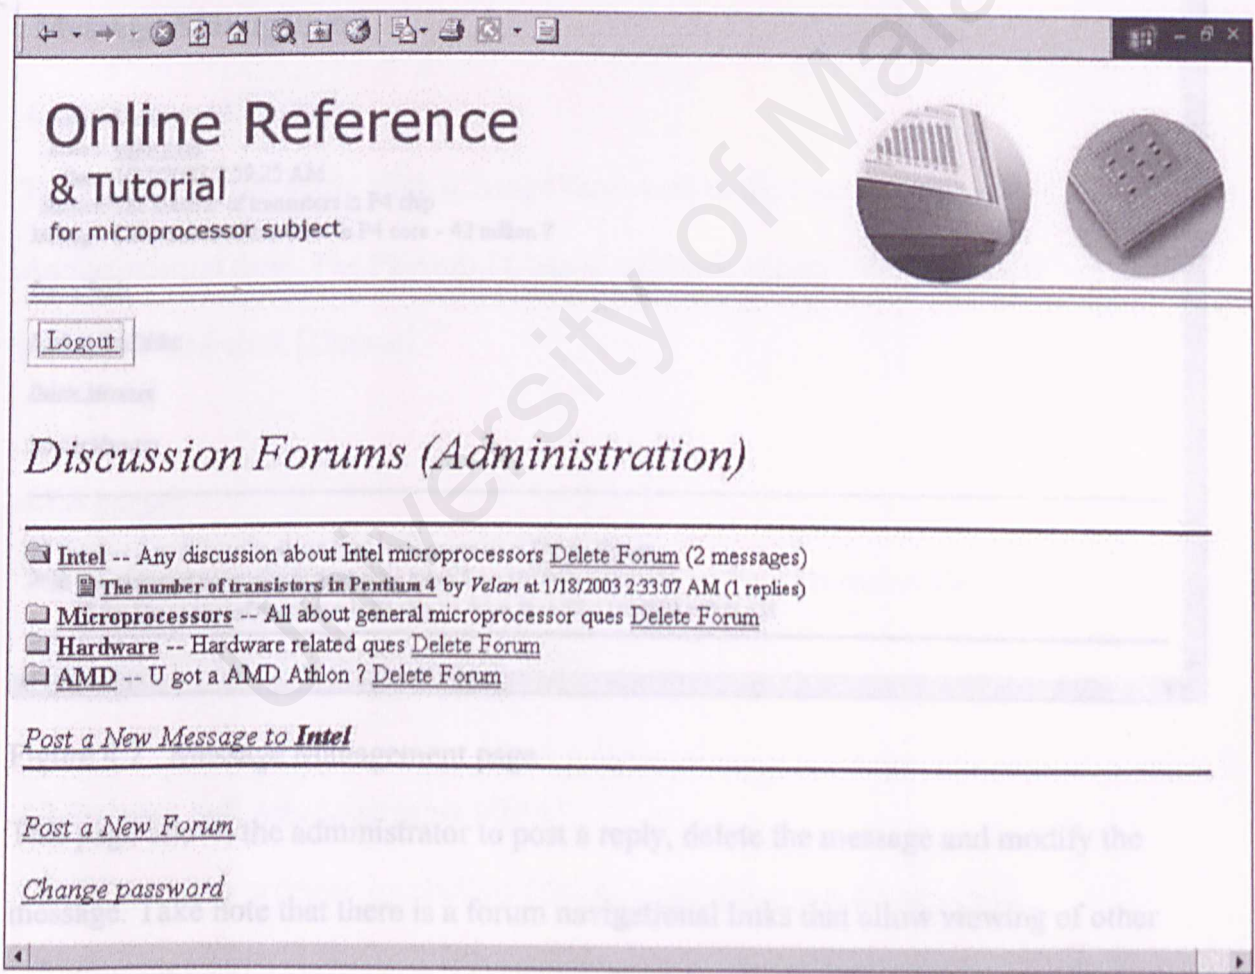 Online Reference
& Tutorial
for microprocessor subject
Logout
Discussion Forums (Administration)
Intel -- Any discussion about Intel microprocessors Delete Forum (2 messages)
The number of transistors in Pentium 4 by Velan at 1/18/2003 2:33:07 AM (1 replies)
Microprocessors -- All about general microprocessor ques Delete Forum
Hardware -- Hardware related ques Delete Forum
AMD -- U got a AMD Athlon ? Delete Forum
Post a New Message to Intel
Post a New Forum
the administrator to post a reply, delete the message and modify the
Change password
message. Take note that there is a forum navigational links that allow viewing of other
University of Mala